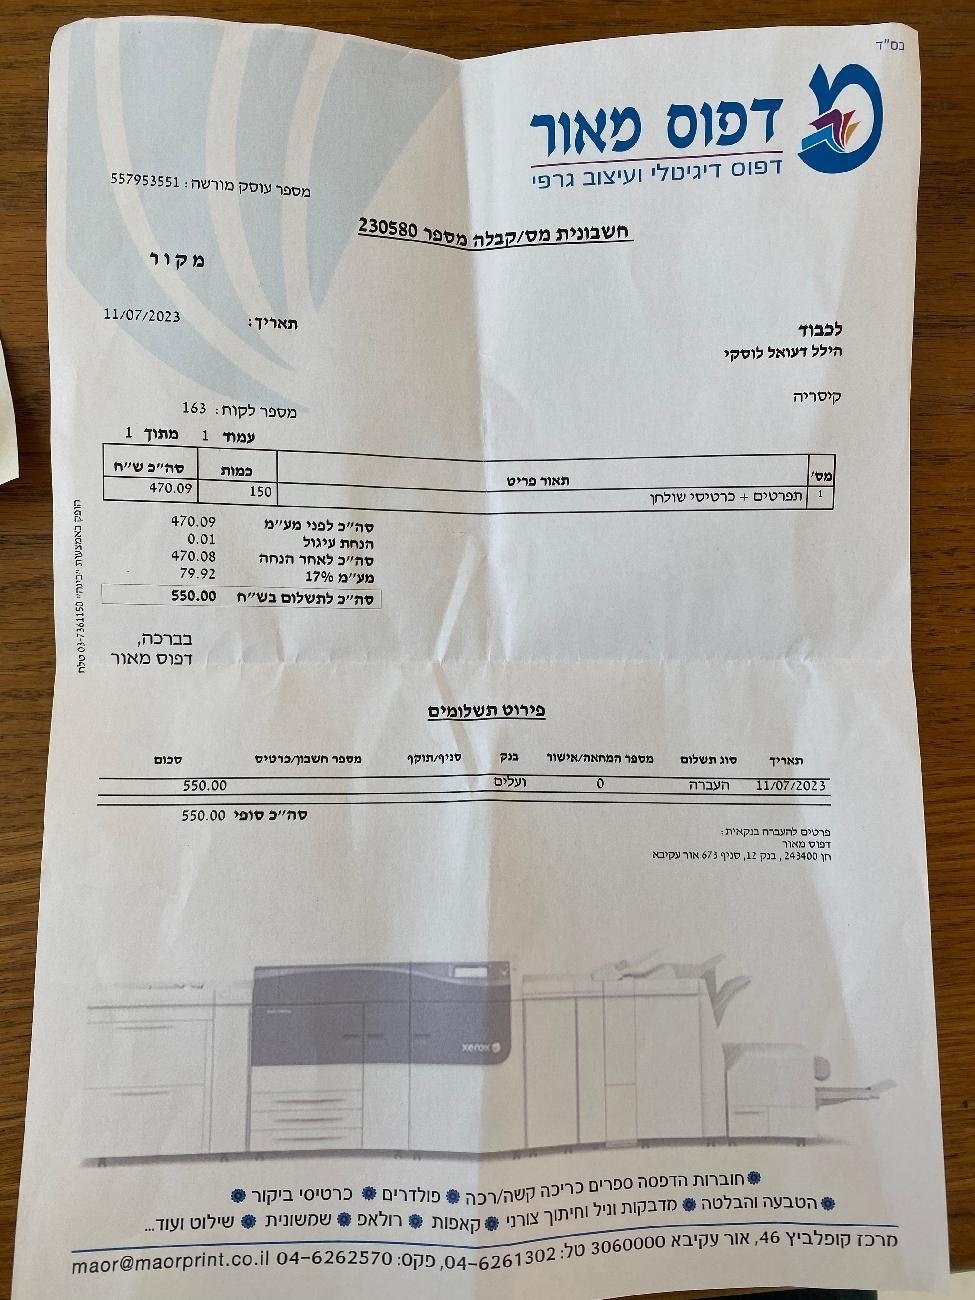 בס"ד
דפוס מאור
דפוס דיגיטלי ועיצוב גרפי
מספר עוסק מורשה: 557953551
חשבונית מס/קבלה מספר 230580
מקור
תאריך: 11/07/2023
לכבוד
הילל דעואל לוסקי
קיסריה
מספר לקוח: 163
עמוד 1 מתוך 1
מס' תאור פריט כמות סה"כ ש"ח
1 תפרטים + כרטיסי שולחן 150 470.09
סה"כ לפני מע"מ 470.09
הנחת עיגול 0.01
סה"כ לאחר הנחה 470.08
מע"מ 17% 79.92
סה"כ לתשלום בש"ח 550.00
בברכה,
דפוס מאור
הופק באמצעות 03-7361150
פירוט תשלומים
תאריך סוג תשלום מספר המחאה/אישור בנק סניף/תוקף מספר חשבון/כרטיס סכום
11/07/2023 העברה 0 ועלים 550.00
סה"כ סופי 550.00
פרטים להעברה בנקאית:
דפוס מאור
חן 243400, בנק 12, סניף 673 אור עקיבא
xerox
חוברות הדפסה ספרים כריכה קשה/רכה פולדרים כרטיסי ביקור
הטבעה והבלטה מדבקות וניל וחיתוך צורני קאפות רולאפ שמשונית שילוט ועוד...
מרכז קופלביץ 46, אור עקיבא 3060000 טל: 04-6261302, פקס: 04-6262570 maor@maorprint.co.il